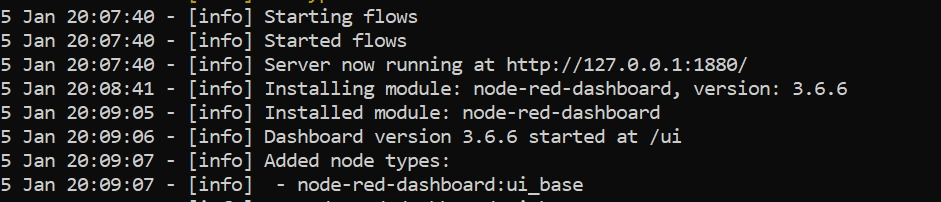 5 Jan 20:07:40 - [info] Starting flows
5 Jan 20:07:40 - [info] Started flows
5 Jan 20:07:40 - [info] Server now running at http://127.0.0.1:1880/
5 Jan 20:08:41 - [info] Installing module: node-red-dashboard, version: 3.6.6
5 Jan 20:09:05 - [info] Installed module: node-red-dashboard
5 Jan 20:09:06 - [info] Dashboard version 3.6.6 started at /ui
5 Jan 20:09:07 - [info] Added node types:
5 Jan 20:09:07 - [info]  - node-red-dashboard:ui_base